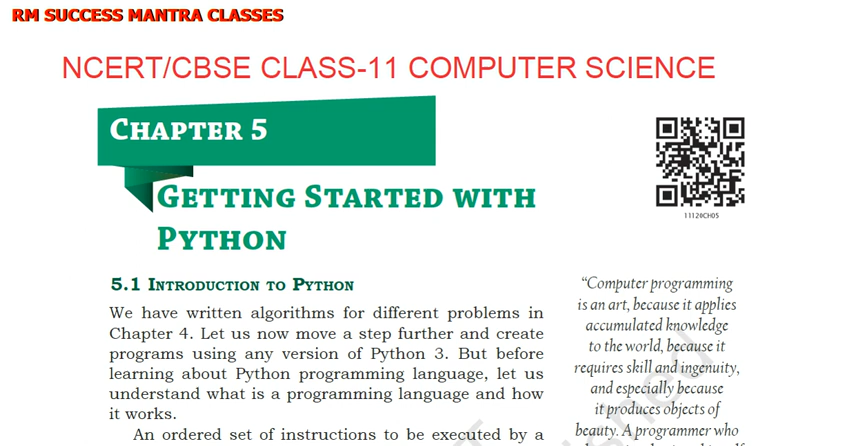 RM SUCCESS MANTRA CLASSES
NCERT/CBSE CLASS-11 COMPUTER SCIENCE
CHAPTER 5
GETTING STARTED WITH
PYTHON
11120CH05
5.1 INTRODUCTION TO PYTHON
We have written algorithms for different problems in
Chapter 4. Let us now move a step further and create
programs using any version of Python 3. But before
learning about Python programming language, let us
understand what is a programming language and how
it works.
An ordered set of instructions to be executed by a
“Computer programming
is an art, because it applies
accumulated knowledge
to the world, because it
requires skill and ingenuity,
and especially because
it produces objects of
beauty. A programmer who